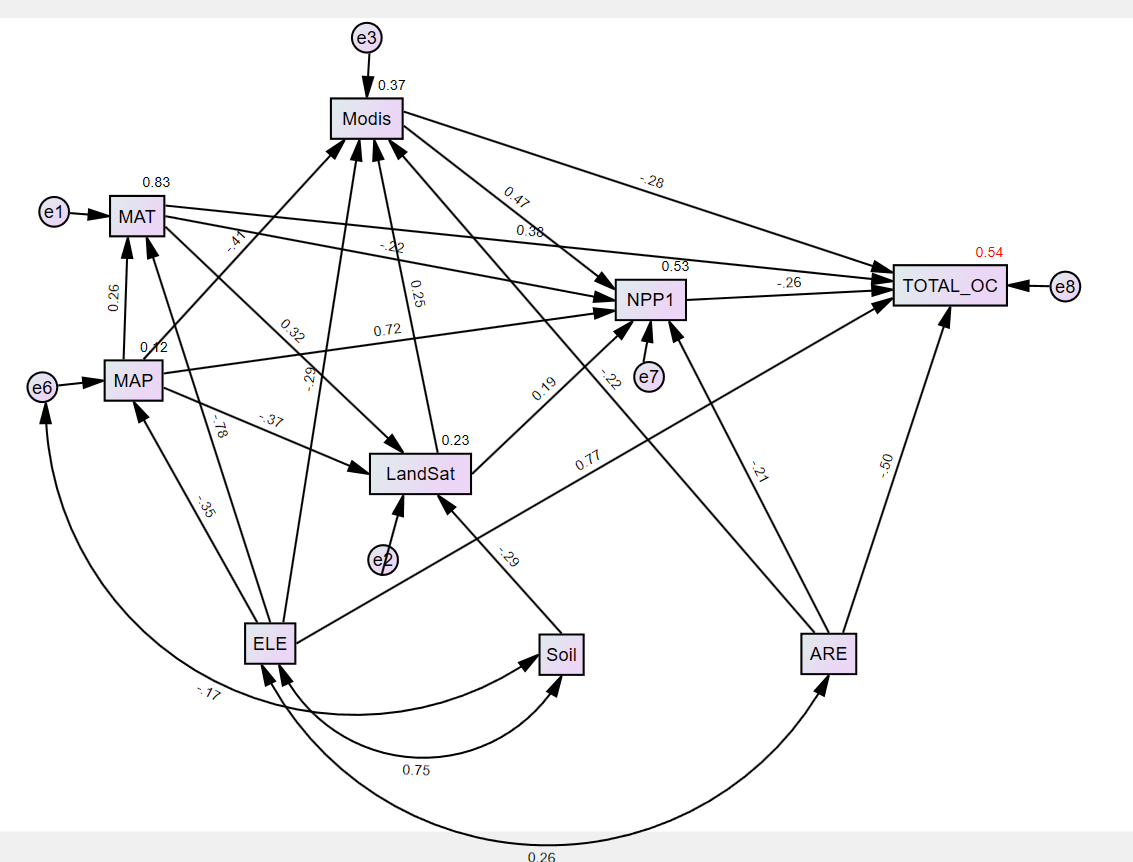 e3
0.37
Modis
0.83
-.28
e1
MAT
0.47
0.38
-.41
-.22
0.54
0.53
0.26
0.25
NPP1
-.26
TOTAL_OC
e8
0.32
0.72
0.12
e6
MAP
-.29
0.19
-.22
e7
-.78
-.37
0.23
LandSat
0.77
-.21
-.50
-.35
e2
-.29
ELE
Soil
ARE
-.17
0.75
0.26